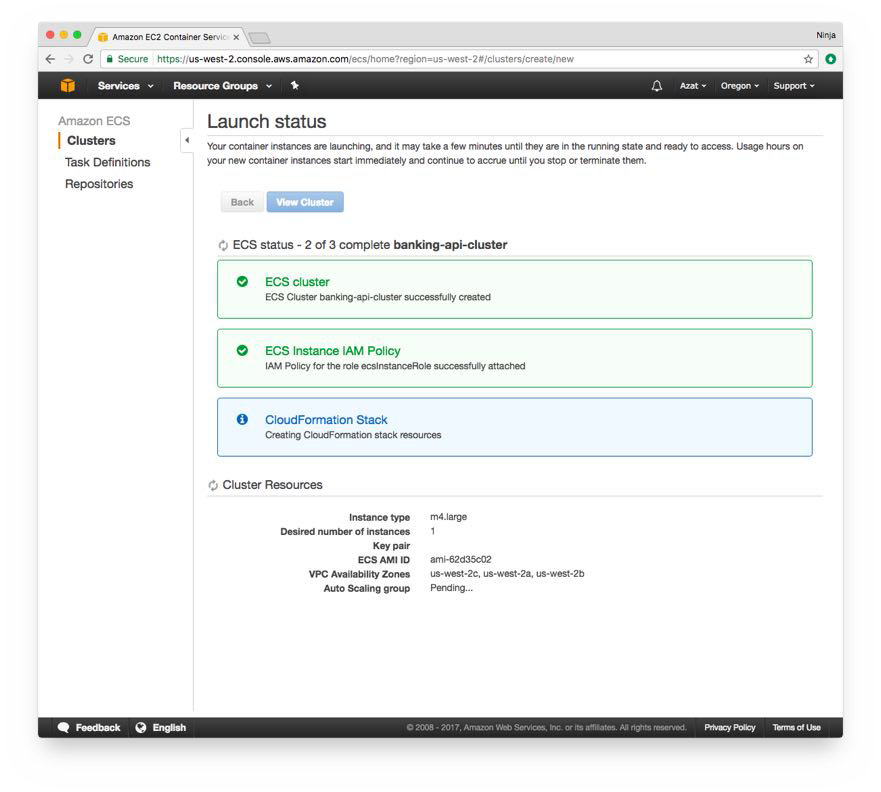 Amazon EC2 Container Servic
Ninja
Secure https://us-west-2.console.aws.amazon.com/ecs/home?region=us-west-2#/clusters/create/new
Services Resource Groups Azat Oregon Support
Amazon ECS
Clusters
Task Definitions
Repositories
Launch status
Your container instances are launching, and it may take a few minutes until they are in the running state and ready to access. Usage hours on
your new container instances start immediately and continue to accrue until you stop or terminate them.
Back View Cluster
ECS status - 2 of 3 complete banking-api-cluster
ECS cluster
ECS Cluster banking-api-cluster successfully created
ECS Instance IAM Policy
IAM Policy for the role ecsInstanceRole successfully attached
CloudFormation Stack
Creating CloudFormation stack resources
Cluster Resources
Instance type m4.large
Desired number of instances 1
Key pair
ECS AMI ID ami-62d35c02
VPC Availability Zones us-west-2c, us-west-2a, us-west-2b
Auto Scaling group Pending...
Feedback English © 2008 - 2017, Amazon Web Services, Inc. or its affiliates. All rights reserved. Privacy Policy Terms of Use